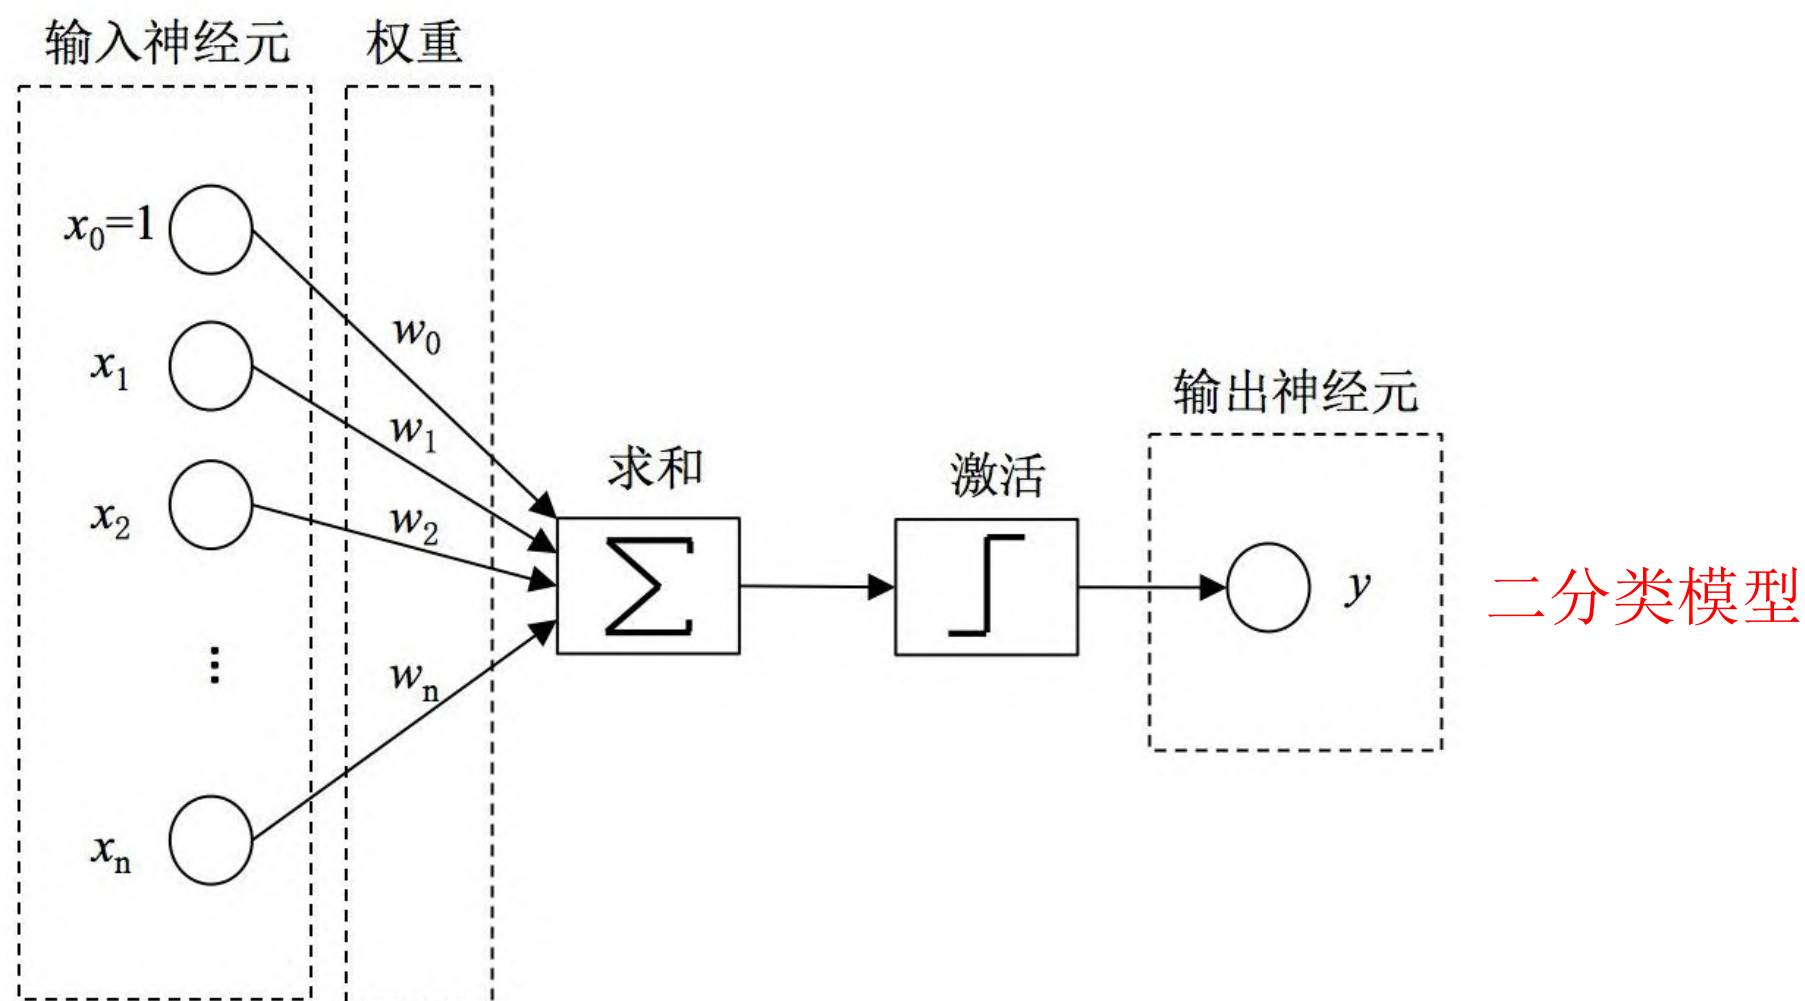 输入神经元
权重
x₀=1
w₀
x₁
w₁
x₂
w₂
⋮
wₙ
xₙ
求和
∑
激活
输出神经元
y
二分类模型